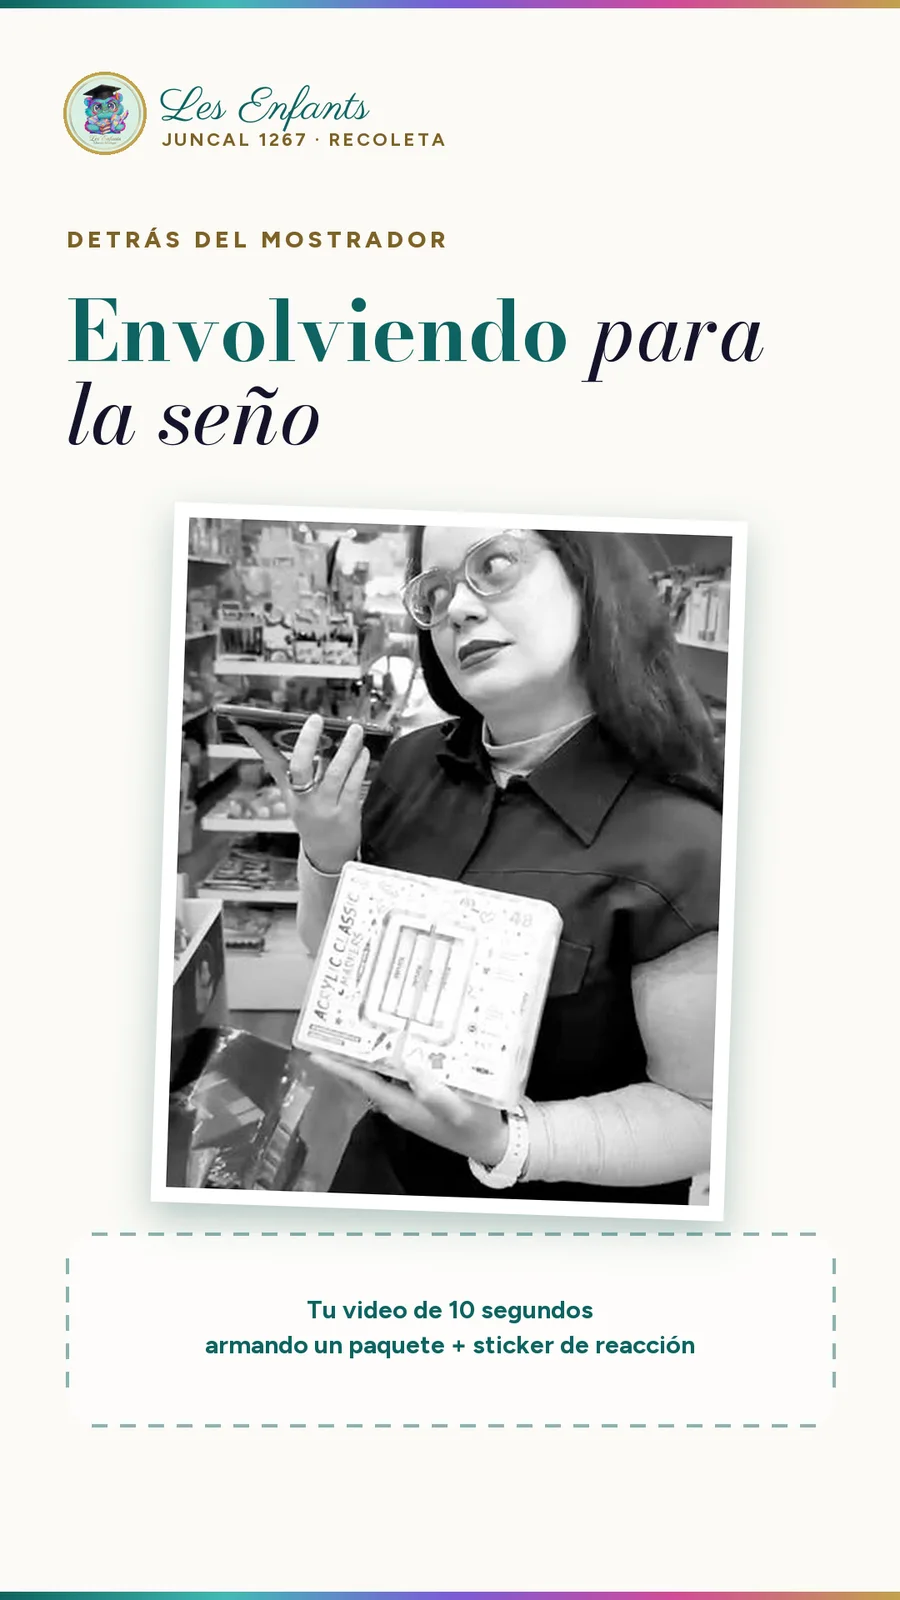 Les Enfants
JUNCAL 1267 · RECOLETA
DETRÁS DEL MOSTRADOR
Envolviendo para
la seño
ACRYLIC CLASSIC
MARKERS
48
Tu video de 10 segundos
armando un paquete + sticker de reacción